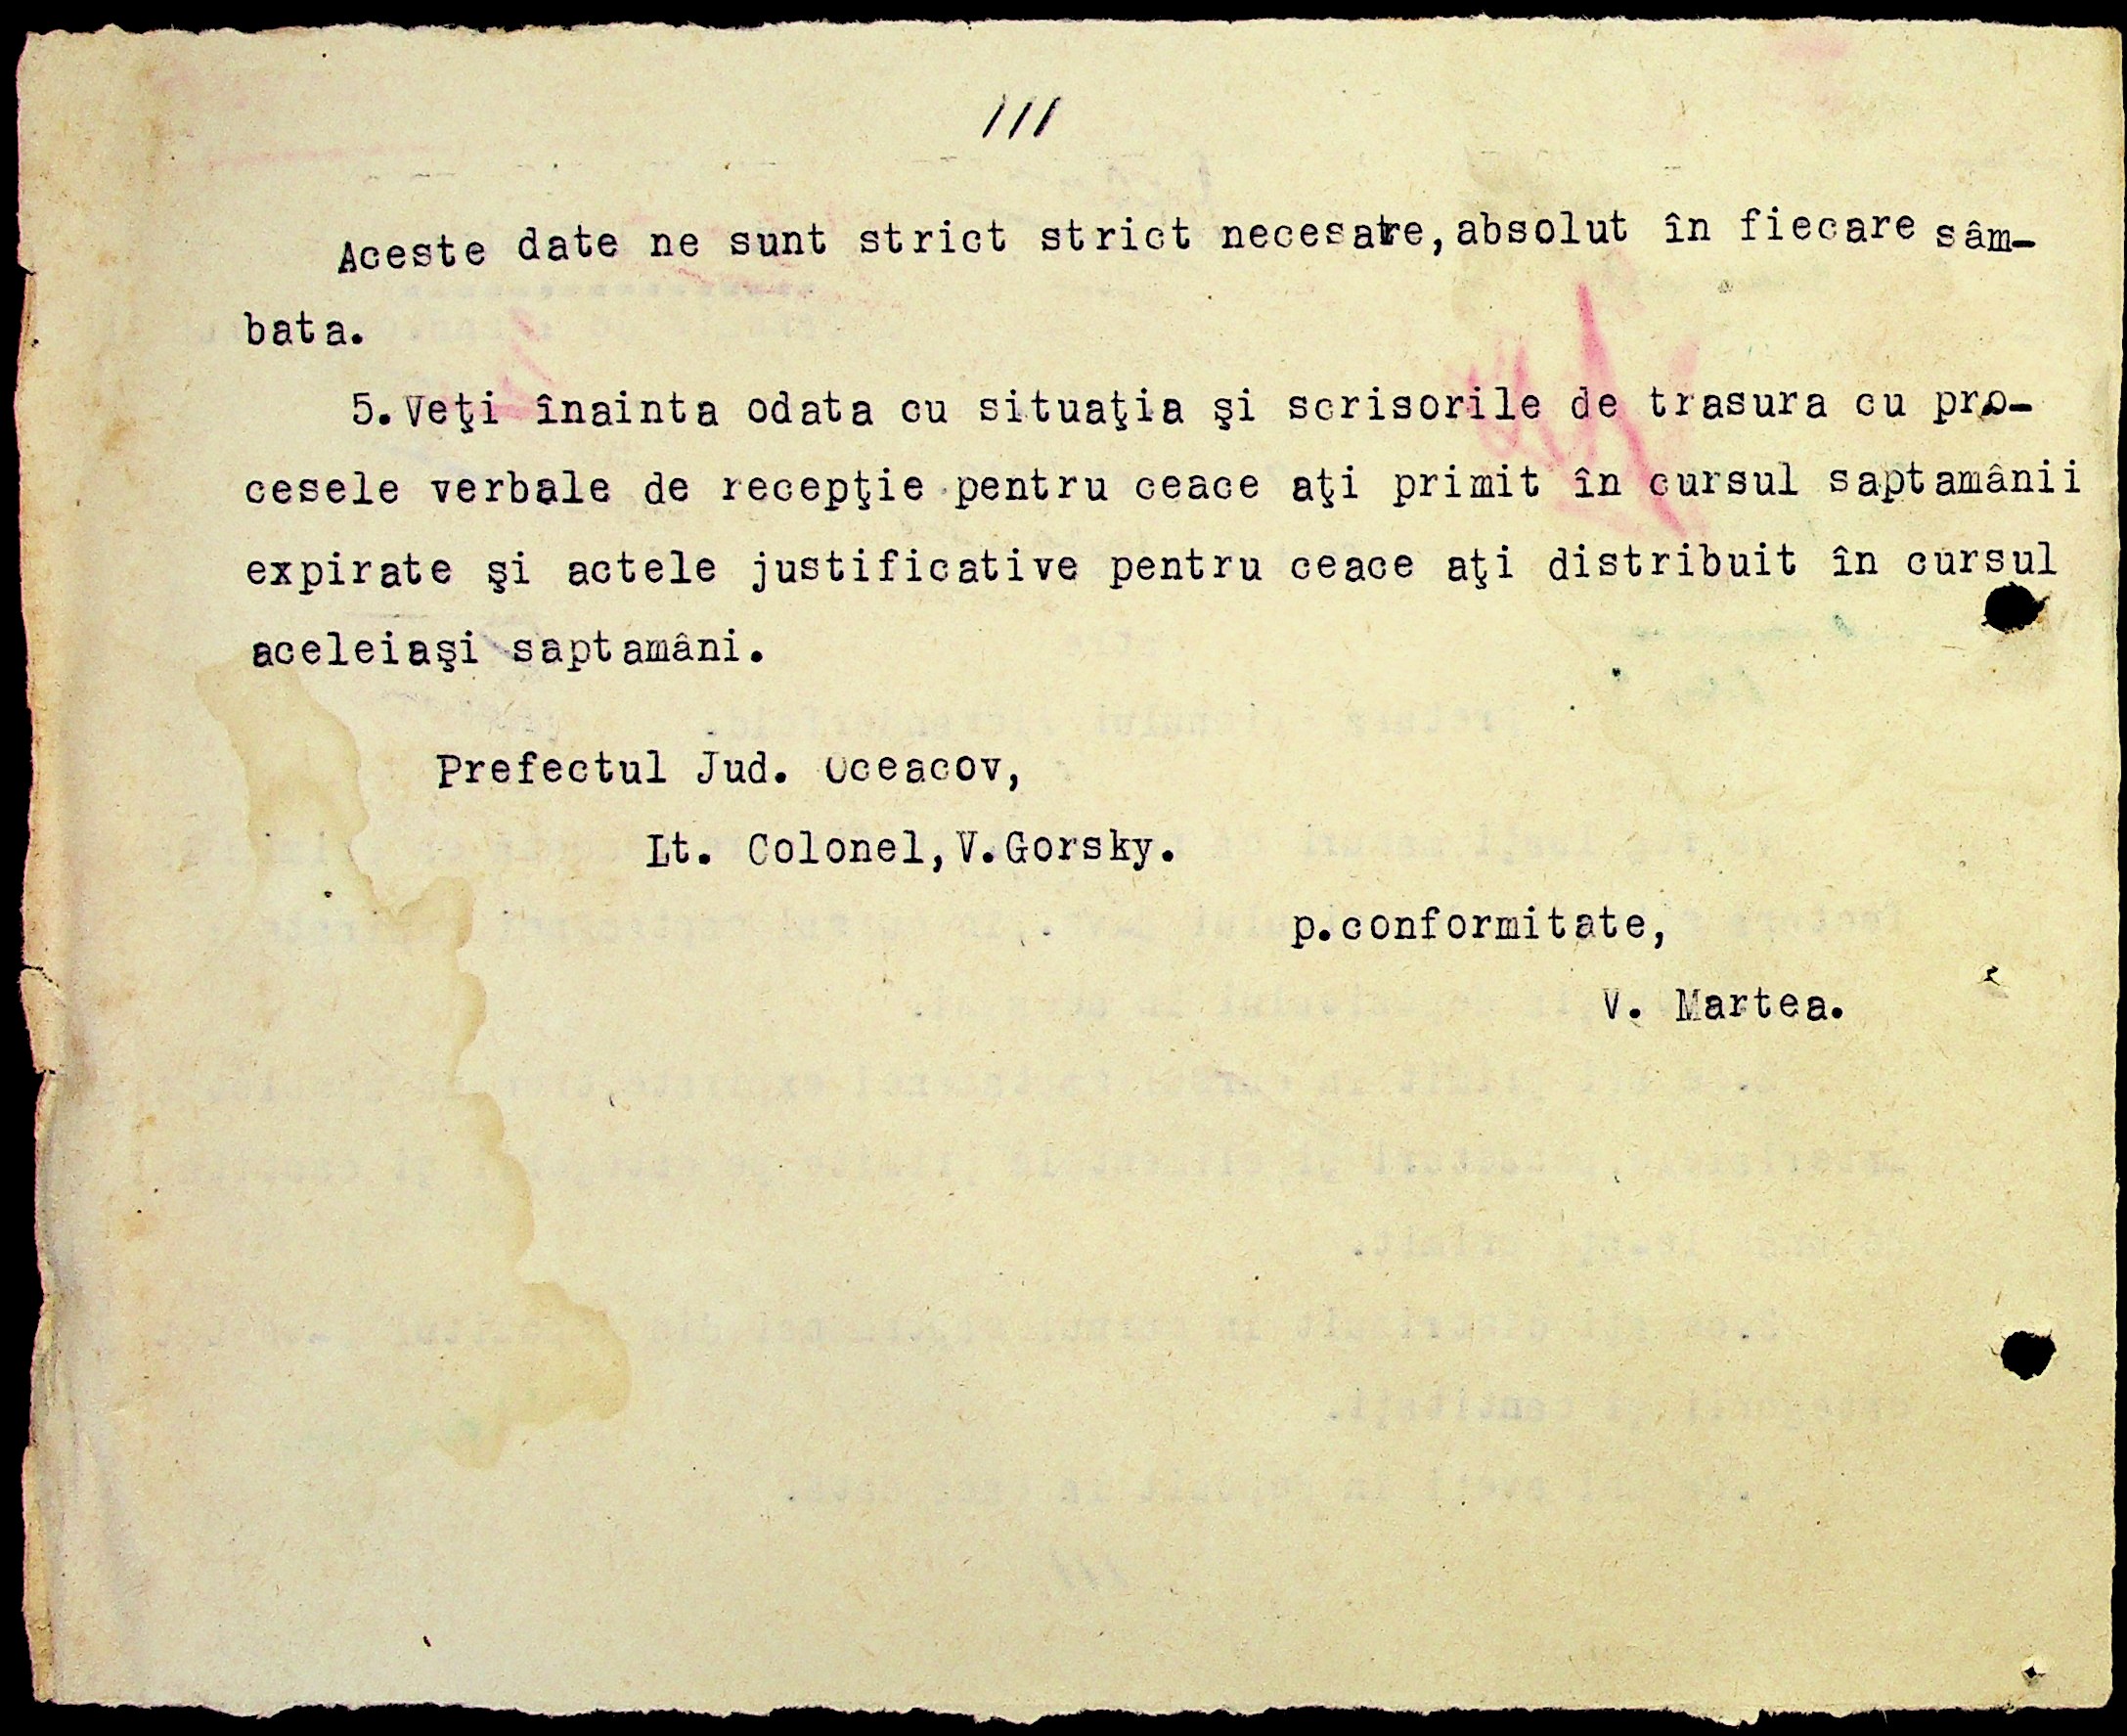 ///
Aceste date ne sunt strict strict necesare,absolut în fiecare sâm-
bata.
5.Veţi înainta odata cu situaţia şi scrisorile de trasura cu pro-
cesele verbale de recepţie pentru ceace aţi primit în cursul saptamânii
expirate şi actele justificative pentru ceace aţi distribuit în cursul
aceleiaşi saptamâni.
Prefectul Jud. Oceacov,
Lt. Colonel,V.Gorsky.
p.conformitate,
V. Martea.